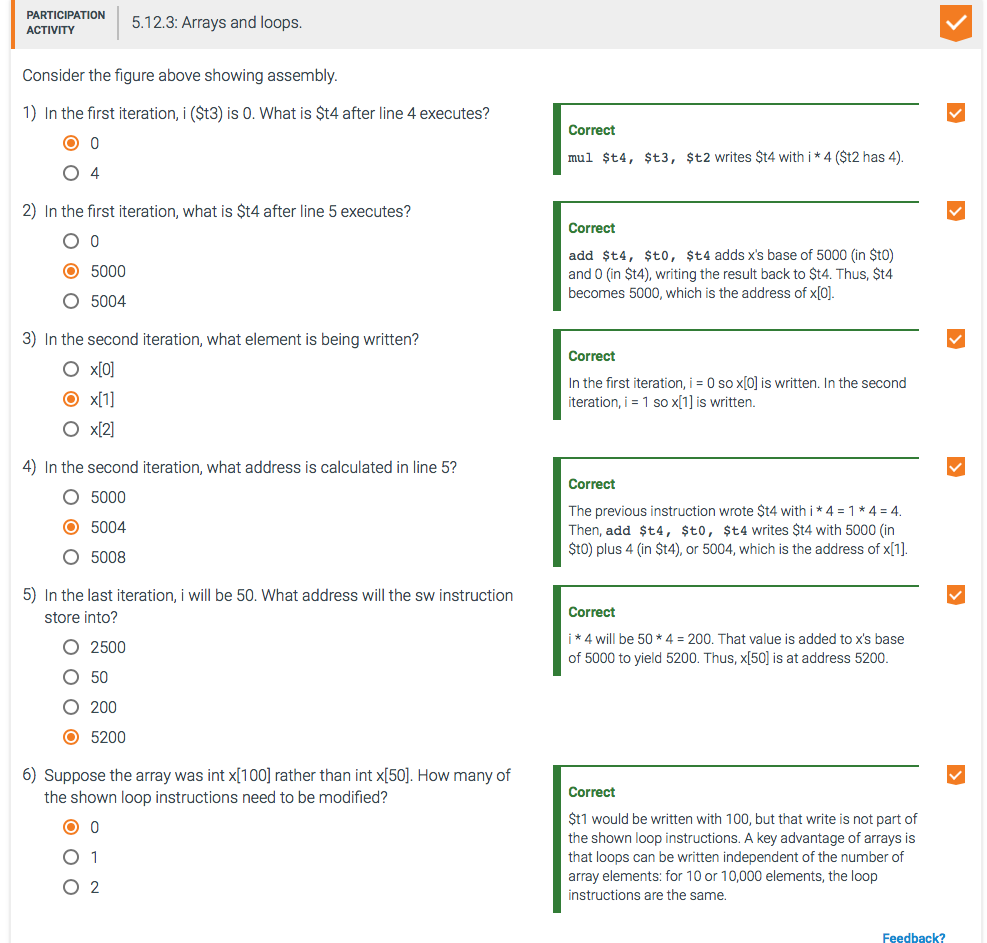 PARTICIPATION
ACTIVITY
5.12.3: Arrays and loops.
Consider the figure above showing assembly.
1) In the first iteration, i ($t3) is 0. What is $t4 after line 4 executes?
0
4
Correct
mul $t4, $t3, $t2 writes $t4 with i * 4 ($t2 has 4).
2) In the first iteration, what is $t4 after line 5 executes?
0
5000
5004
Correct
add $t4, $t0, $t4 adds x's base of 5000 (in $t0)
and 0 (in $t4), writing the result back to $t4. Thus, $t4
becomes 5000, which is the address of x[0].
3) In the second iteration, what element is being written?
x[0]
x[1]
x[2]
Correct
In the first iteration, i = 0 so x[0] is written. In the second
iteration, i = 1 so x[1] is written.
4) In the second iteration, what address is calculated in line 5?
5000
5004
5008
Correct
The previous instruction wrote $t4 with i * 4 = 1 * 4 = 4.
Then, add $t4, $t0, $t4 writes $t4 with 5000 (in
$t0) plus 4 (in $t4), or 5004, which is the address of x[1].
5) In the last iteration, i will be 50. What address will the sw instruction
store into?
2500
50
200
5200
Correct
i * 4 will be 50 * 4 = 200. That value is added to x's base
of 5000 to yield 5200. Thus, x[50] is at address 5200.
6) Suppose the array was int x[100] rather than int x[50]. How many of
the shown loop instructions need to be modified?
0
1
2
Correct
$t1 would be written with 100, but that write is not part of
the shown loop instructions. A key advantage of arrays is
that loops can be written independent of the number of
array elements: for 10 or 10,000 elements, the loop
instructions are the same.
Feedback?